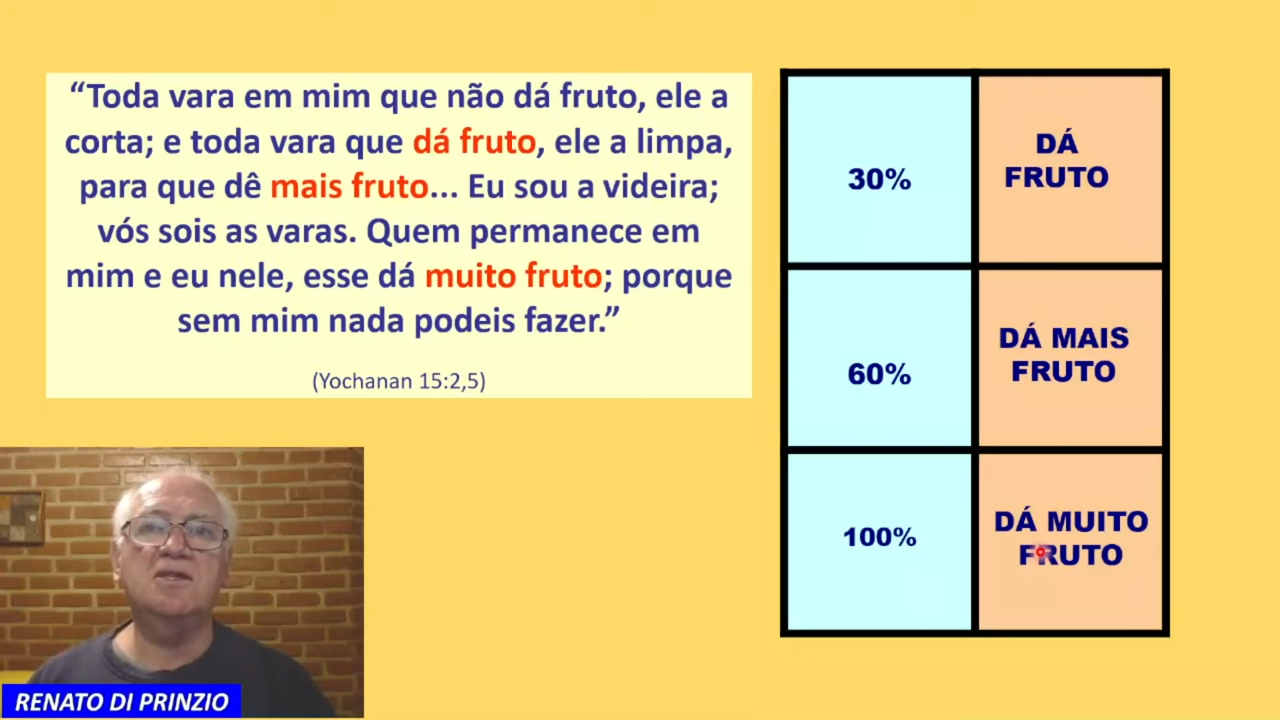 “Toda vara em mim que não dá fruto, ele a
corta; e toda vara que dá fruto, ele a limpa,
para que dê mais fruto... Eu sou a videira;
vós sois as varas. Quem permanece em
mim e eu nele, esse dá muito fruto; porque
sem mim nada podeis fazer.”
(Yochanan 15:2,5)
30%
DÁ
FRUTO
60%
DÁ MAIS
FRUTO
100%
DÁ MUITO
FRUTO
RENATO DI PRINZIO